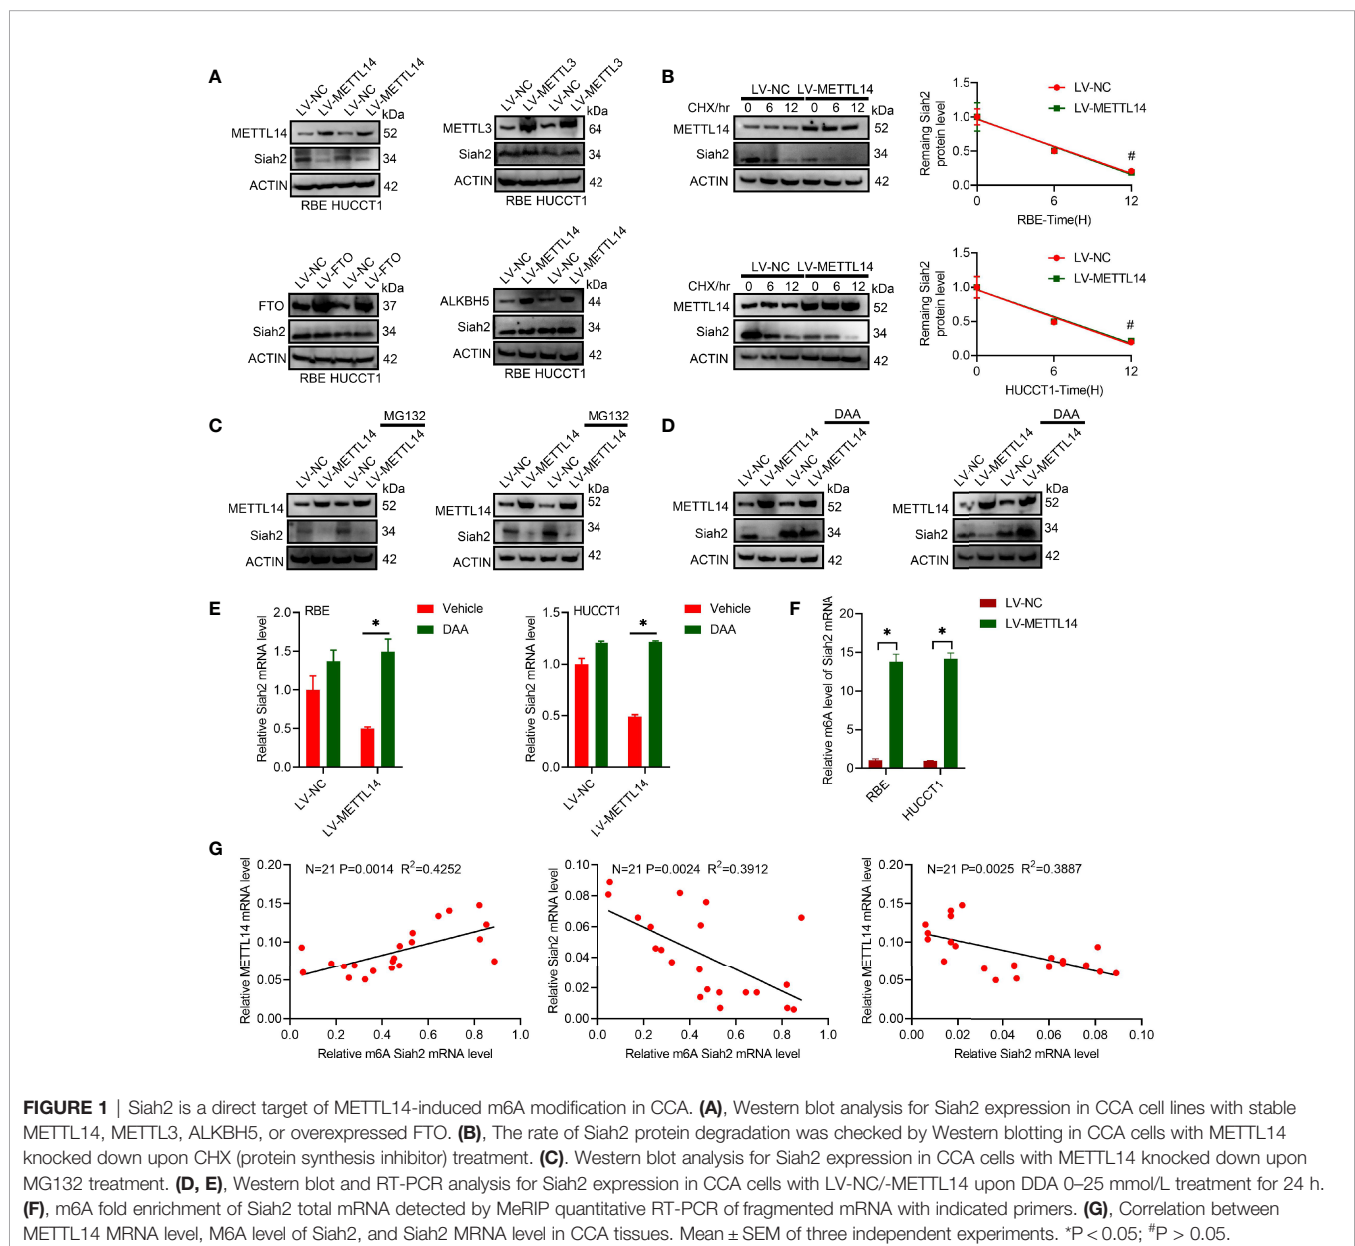 A
LV-NC LV-METTL14 LV-NC LV-METTL14
kDa
METTL14 52
Siah2 34
ACTIN 42
RBE HUCCT1
LV-NC LV-METTL3 LV-NC LV-METTL3
kDa
METTL3 64
Siah2 34
ACTIN 42
RBE HUCCT1
LV-NC LV-FTO LV-NC LV-FTO
kDa
FTO 37
Siah2 34
ACTIN 42
RBE HUCCT1
LV-NC LV-METTL14 LV-NC LV-METTL14
kDa
ALKBH5 44
Siah2 34
ACTIN 42
RBE HUCCT1
B
LV-NC LV-METTL14
CHX/hr 0 6 12 0 6 12 kDa
METTL14 52
Siah2 34
ACTIN 42
Remaing Siah2
protein level
1.5
1.0
0.5
0.0
0 6 12
RBE-Time(H)
LV-NC
LV-METTL14
#
LV-NC LV-METTL14
CHX/hr 0 6 12 0 6 12 kDa
METTL14 52
Siah2 34
ACTIN 42
Remaing Siah2
protein level
1.5
1.0
0.5
0.0
0 6 12
HUCCT1-Time(H)
LV-NC
LV-METTL14
#
C
MG132
LV-NC LV-METTL14 LV-NC LV-METTL14
kDa
METTL14 52
Siah2 34
ACTIN 42
MG132
LV-NC LV-METTL14 LV-NC LV-METTL14
kDa
METTL14 52
Siah2 34
ACTIN 42
D
DAA
LV-NC LV-METTL14 LV-NC LV-METTL14
kDa
METTL14 52
Siah2 34
ACTIN 42
DAA
LV-NC LV-METTL14 LV-NC LV-METTL14
kDa
METTL14 52
Siah2 34
ACTIN 42
E
Relative Siah2 mRNA level
2.0
1.5
1.0
0.5
0.0
RBE
*
Vehicle
DAA
LV-NC LV-METTL14
Relative Siah2 mRNA level
1.5
1.0
0.5
0.0
HUCCT1
*
Vehicle
DAA
LV-NC LV-METTL14
F
Relative m6A level of Siah2 mRNA
20
15
10
5
0
* *
LV-NC
LV-METTL14
RBE HUCCT1
G
Relative METTL14 mRNA level
0.20
0.15
0.10
0.05
0.00
N=21 P=0.0014 R2=0.4252
0.0 0.2 0.4 0.6 0.8 1.0
Relative m6A Siah2 mRNA level
Relative Siah2 mRNA level
0.10
0.08
0.06
0.04
0.02
0.00
N=21 P=0.0024 R2=0.3912
0.0 0.2 0.4 0.6 0.8 1.0
Relative m6A Siah2 mRNA level
Relative METTL14 mRNA level
0.20
0.15
0.10
0.05
0.00
N=21 P=0.0025 R2=0.3887
0.00 0.02 0.04 0.06 0.08 0.10
Relative Siah2 mRNA level
FIGURE 1 | Siah2 is a direct target of METTL14-induced m6A modification in CCA. (A), Western blot analysis for Siah2 expression in CCA cell lines with stable
METTL14, METTL3, ALKBH5, or overexpressed FTO. (B), The rate of Siah2 protein degradation was checked by Western blotting in CCA cells with METTL14
knocked down upon CHX (protein synthesis inhibitor) treatment. (C). Western blot analysis for Siah2 expression in CCA cells with METTL14 knocked down upon
MG132 treatment. (D, E), Western blot and RT-PCR analysis for Siah2 expression in CCA cells with LV-NC/-METTL14 upon DDA 0–25 mmol/L treatment for 24 h.
(F), m6A fold enrichment of Siah2 total mRNA detected by MeRIP quantitative RT-PCR of fragmented mRNA with indicated primers. (G), Correlation between
METTL14 MRNA level, M6A level of Siah2, and Siah2 MRNA level in CCA tissues. Mean ± SEM of three independent experiments. *P < 0.05; #P > 0.05.